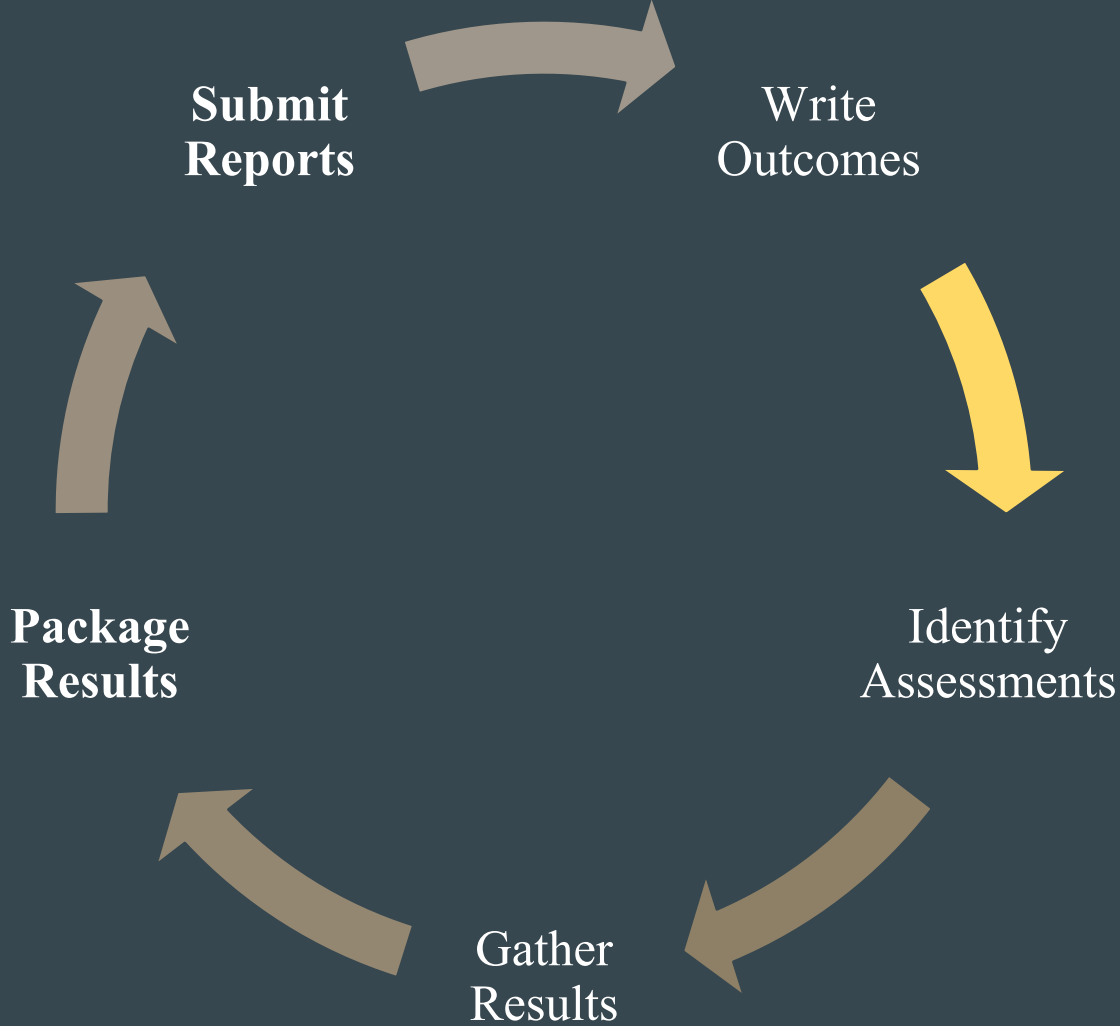 Submit
Reports
Write
Outcomes
Identify
Assessments
Gather
Results
Package
Results